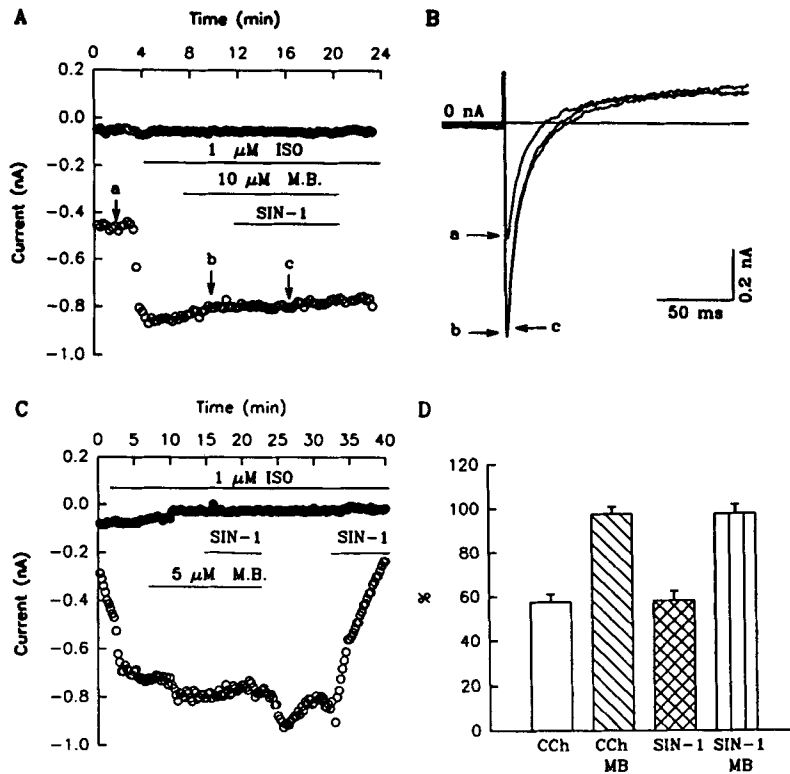 A
Time (min)
0 4 8 12 16 20 24
0.2
0.0
−0.2
−0.4
−0.6
−0.8
−1.0
Current (nA)
1 μM ISO
10 μM M.B.
SIN-1
a
b
c
B
0 nA
a
b
c
0.2 nA
50 ms
C
Time (min)
0 5 10 15 20 25 30 35 40
0.2
0.0
−0.2
−0.4
−0.6
−0.8
−1.0
Current (nA)
1 μM ISO
SIN-1
SIN-1
5 μM M.B.
D
120
100
80
60
40
20
0
%
CCh
CCh
MB
SIN-1
SIN-1
MB